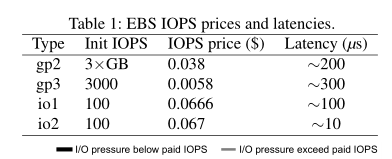 Table 1: EBS IOPS prices and latencies.
Type Init IOPS IOPS price ($) Latency (μs)
gp2 3×GB 0.038 ∼200
gp3 3000 0.0058 ∼300
io1 100 0.0666 ∼100
io2 100 0.067 ∼10
I/O pressure below paid IOPS I/O pressure exceed paid IOPS